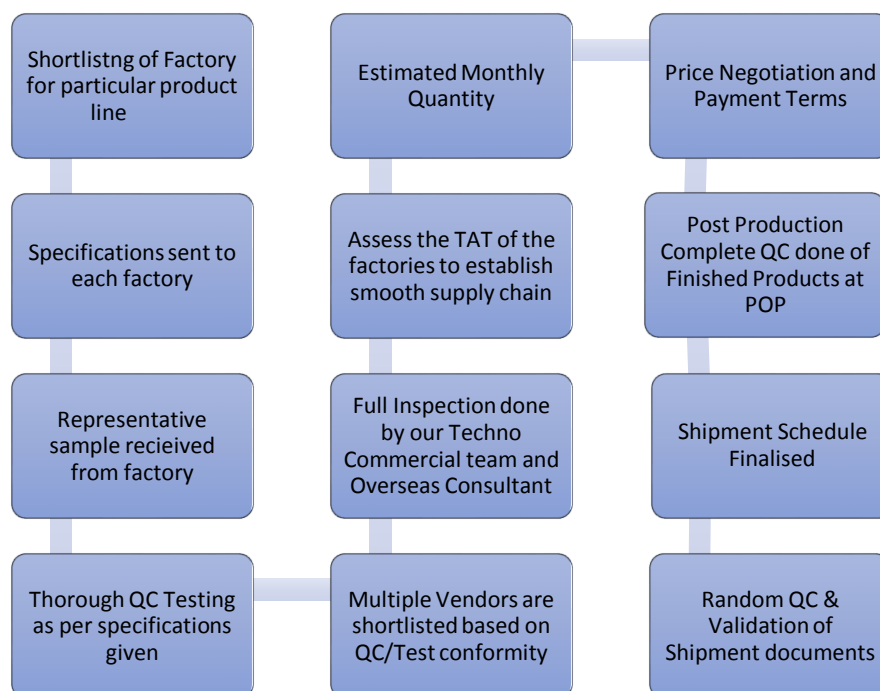 Shortlistng of Factory
for particular product
line
Specifications sent to
each factory
Representative
sample recieived
from factory
Thorough QC Testing
as per specifications
given
Multiple Vendors are
shortlisted based on
QC/Test conformity
Full Inspection done
by our Techno
Commercial team and
Overseas Consultant
Assess the TAT of the
factories to establish
smooth supply chain
Estimated Monthly
Quantity
Price Negotiation and
Payment Terms
Post Production
Complete QC done of
Finished Products at
POP
Shipment Schedule
Finalised
Random QC &
Validation of
Shipment documents